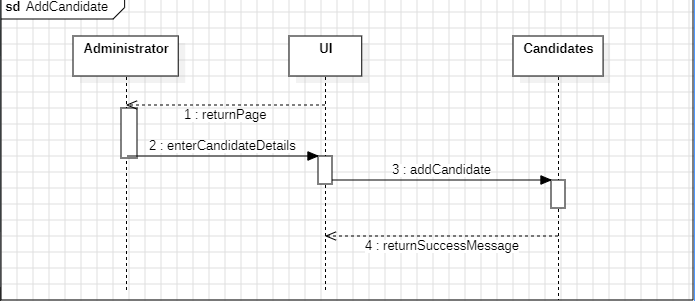 sd AddCandidate
Administrator
UI
Candidates
1 : returnPage
2 : enterCandidateDetails
3 : addCandidate
4 : returnSuccessMessage